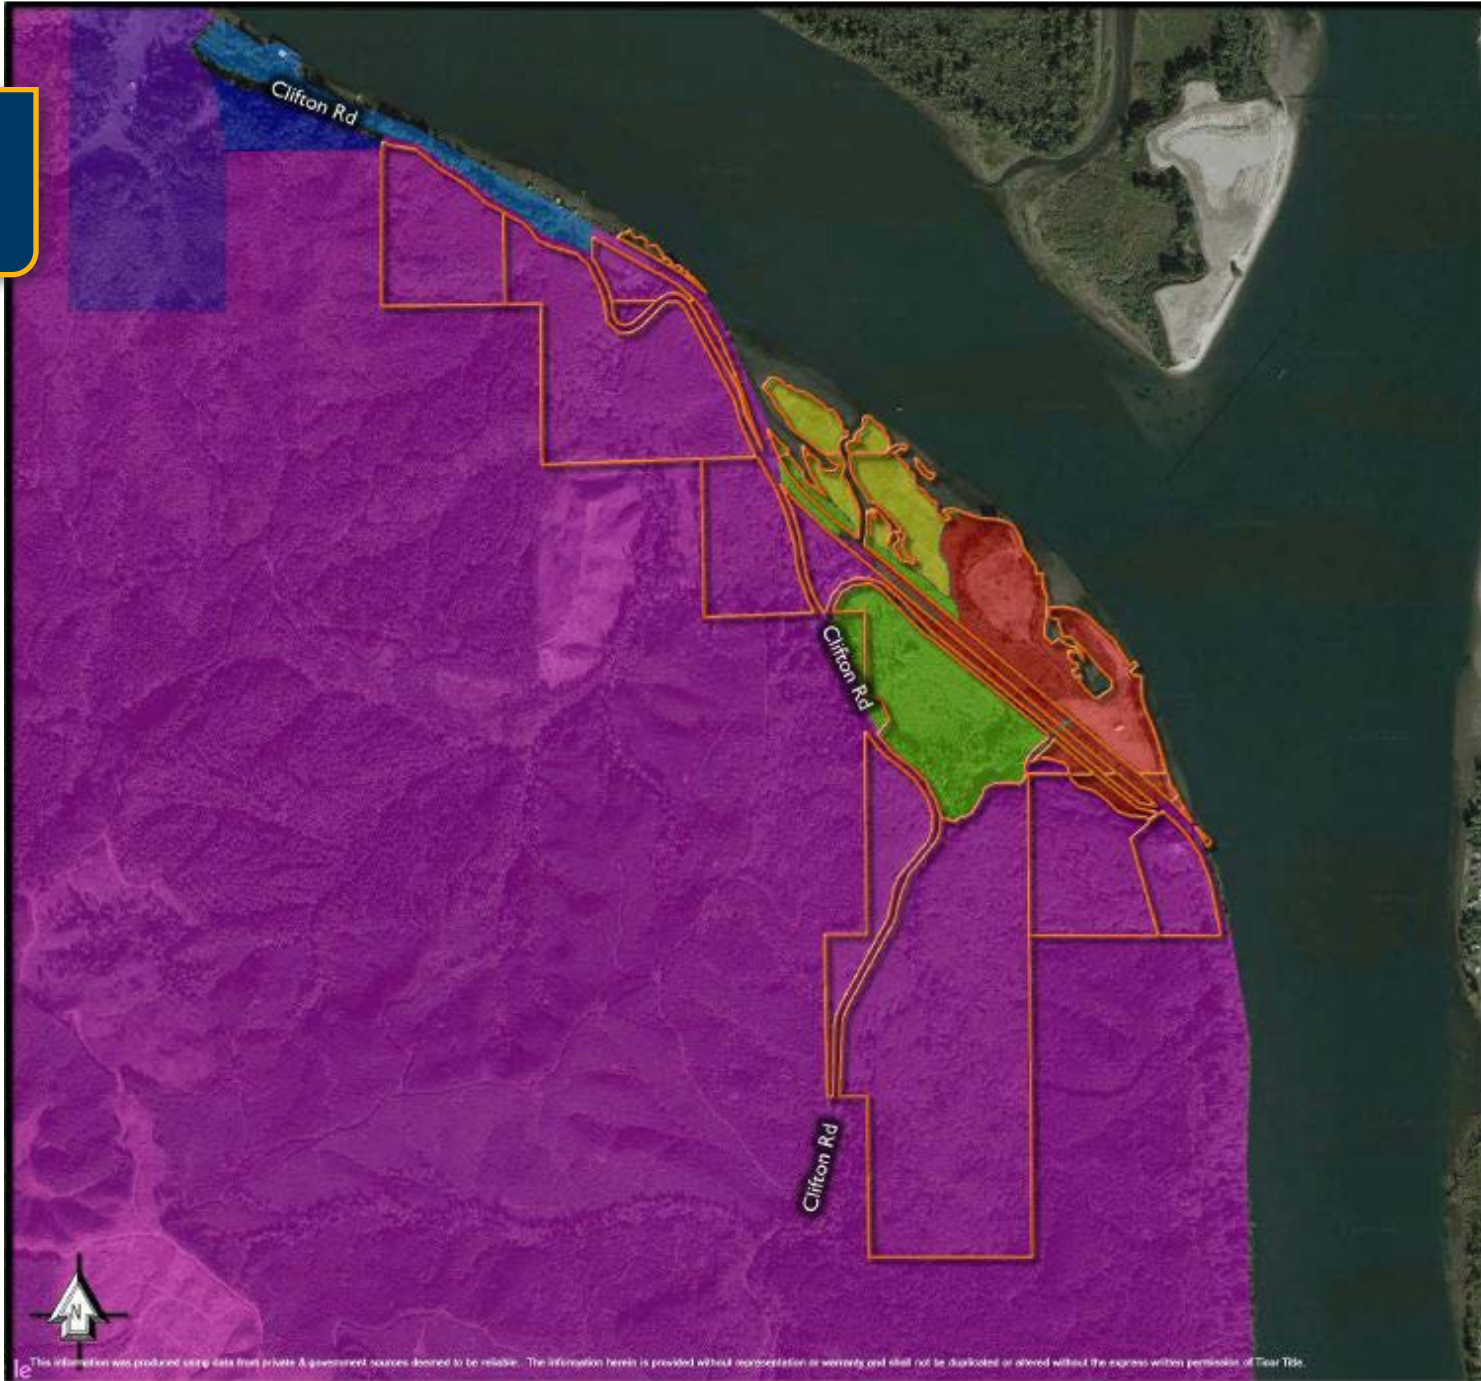 Clifton Rd
Clifton Rd
Clifton Rd
N
le
This information was produced using data from private & government sources deemed to be reliable. The information herein is provided without representation or warranty and shall not be duplicated or altered without the express written permission of Ticor Title.